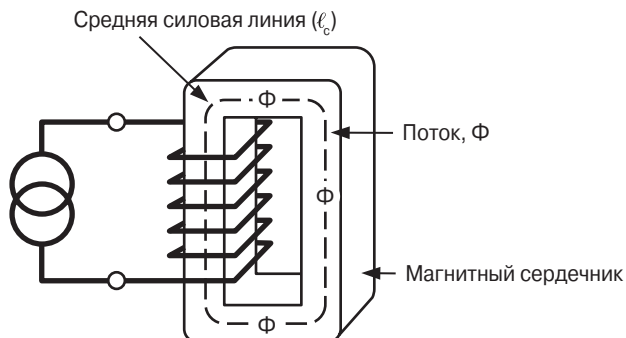 Средняя силовая линия (ℓc)
Ф
Поток, Ф
Ф
Магнитный сердечник
Ф